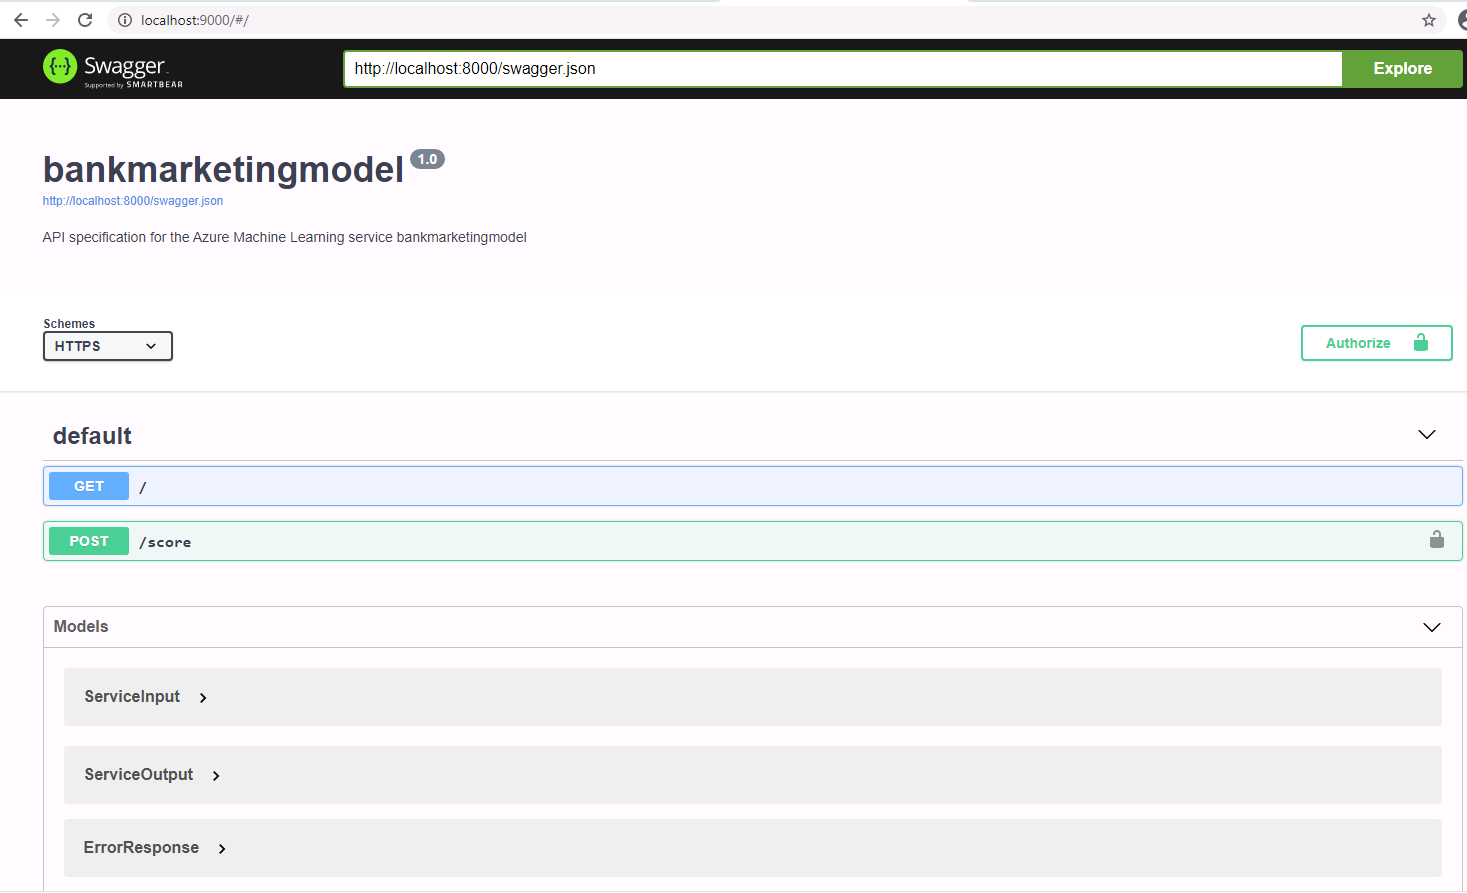 localhost:9000/#/
Swagger
Supported by SMARTBEAR
http://localhost:8000/swagger.json
Explore
bankmarketingmodel 1.0
http://localhost:8000/swagger.json
API specification for the Azure Machine Learning service bankmarketingmodel
Schemes
HTTPS
Authorize
default
GET /
POST /score
Models
ServiceInput
ServiceOutput
ErrorResponse